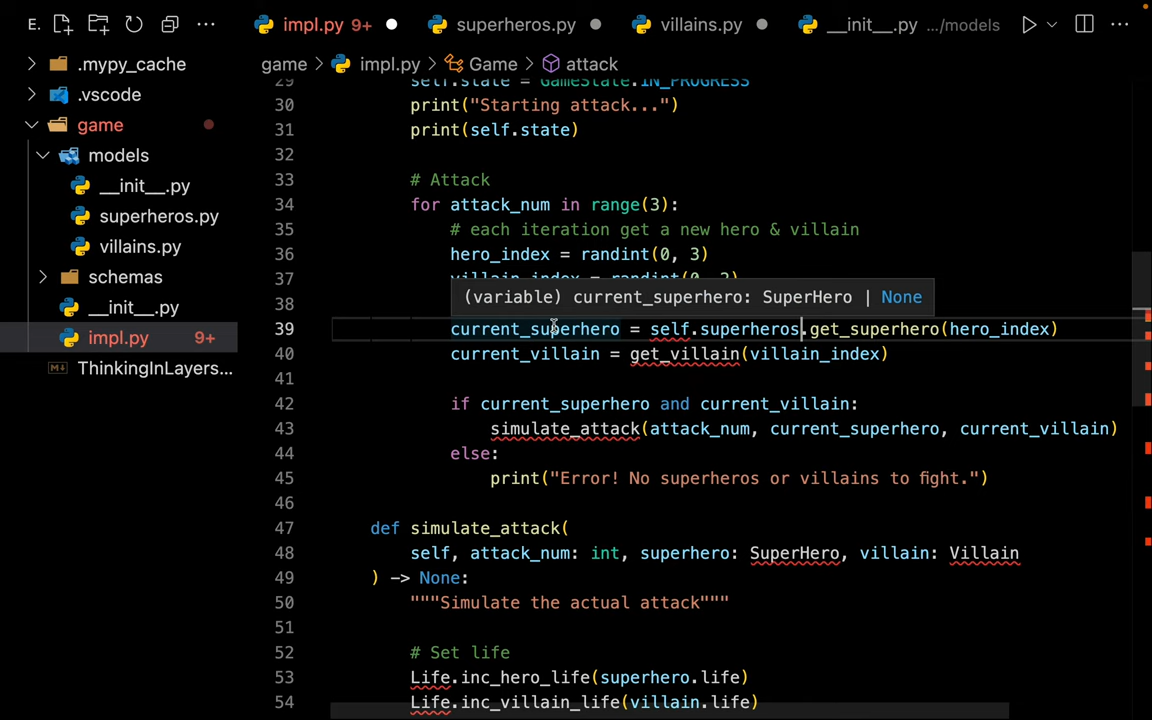 E.
impl.py 9+
superheros.py
villains.py
__init__.py .../models
game > impl.py > Game > attack
.mypy_cache
.vscode
game
models
__init__.py
superheros.py
villains.py
schemas
__init__.py
impl.py 9+
ThinkingInLayers...
29 self.state = GameState.IN_PROGRESS
30 print("Starting attack...")
31 print(self.state)
32
33 # Attack
34 for attack_num in range(3):
35 # each iteration get a new hero & villain
36 hero_index = randint(0, 3)
37 villain_index = randint(0, 3)
(variable) current_superhero: SuperHero | None
38
39 current_superhero = self.superheros.get_superhero(hero_index)
40 current_villain = get_villain(villain_index)
41
42 if current_superhero and current_villain:
43 simulate_attack(attack_num, current_superhero, current_villain)
44 else:
45 print("Error! No superheros or villains to fight.")
46
47 def simulate_attack(
48 self, attack_num: int, superhero: SuperHero, villain: Villain
49 ) -> None:
50 """Simulate the actual attack"""
51
52 # Set life
53 Life.inc_hero_life(superhero.life)
54 Life.inc_villain_life(villain.life)